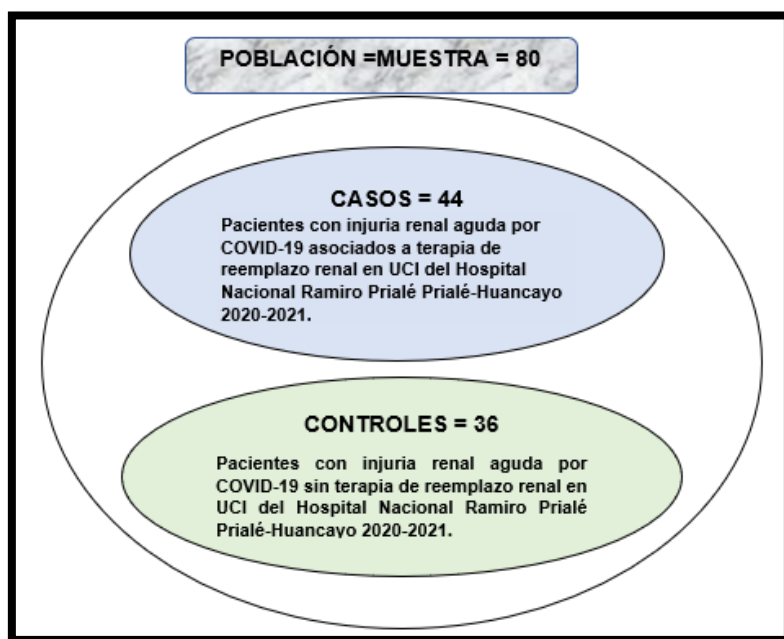 POBLACIÓN =MUESTRA = 80
CASOS = 44
Pacientes con injuria renal aguda por
COVID-19 asociados a terapia de
reemplazo renal en UCI del Hospital
Nacional Ramiro Prialé Prialé-Huancayo
2020-2021.
CONTROLES = 36
Pacientes con injuria renal aguda por
COVID-19 sin terapia de reemplazo renal en
UCI del Hospital Nacional Ramiro Prialé
Prialé-Huancayo 2020-2021.